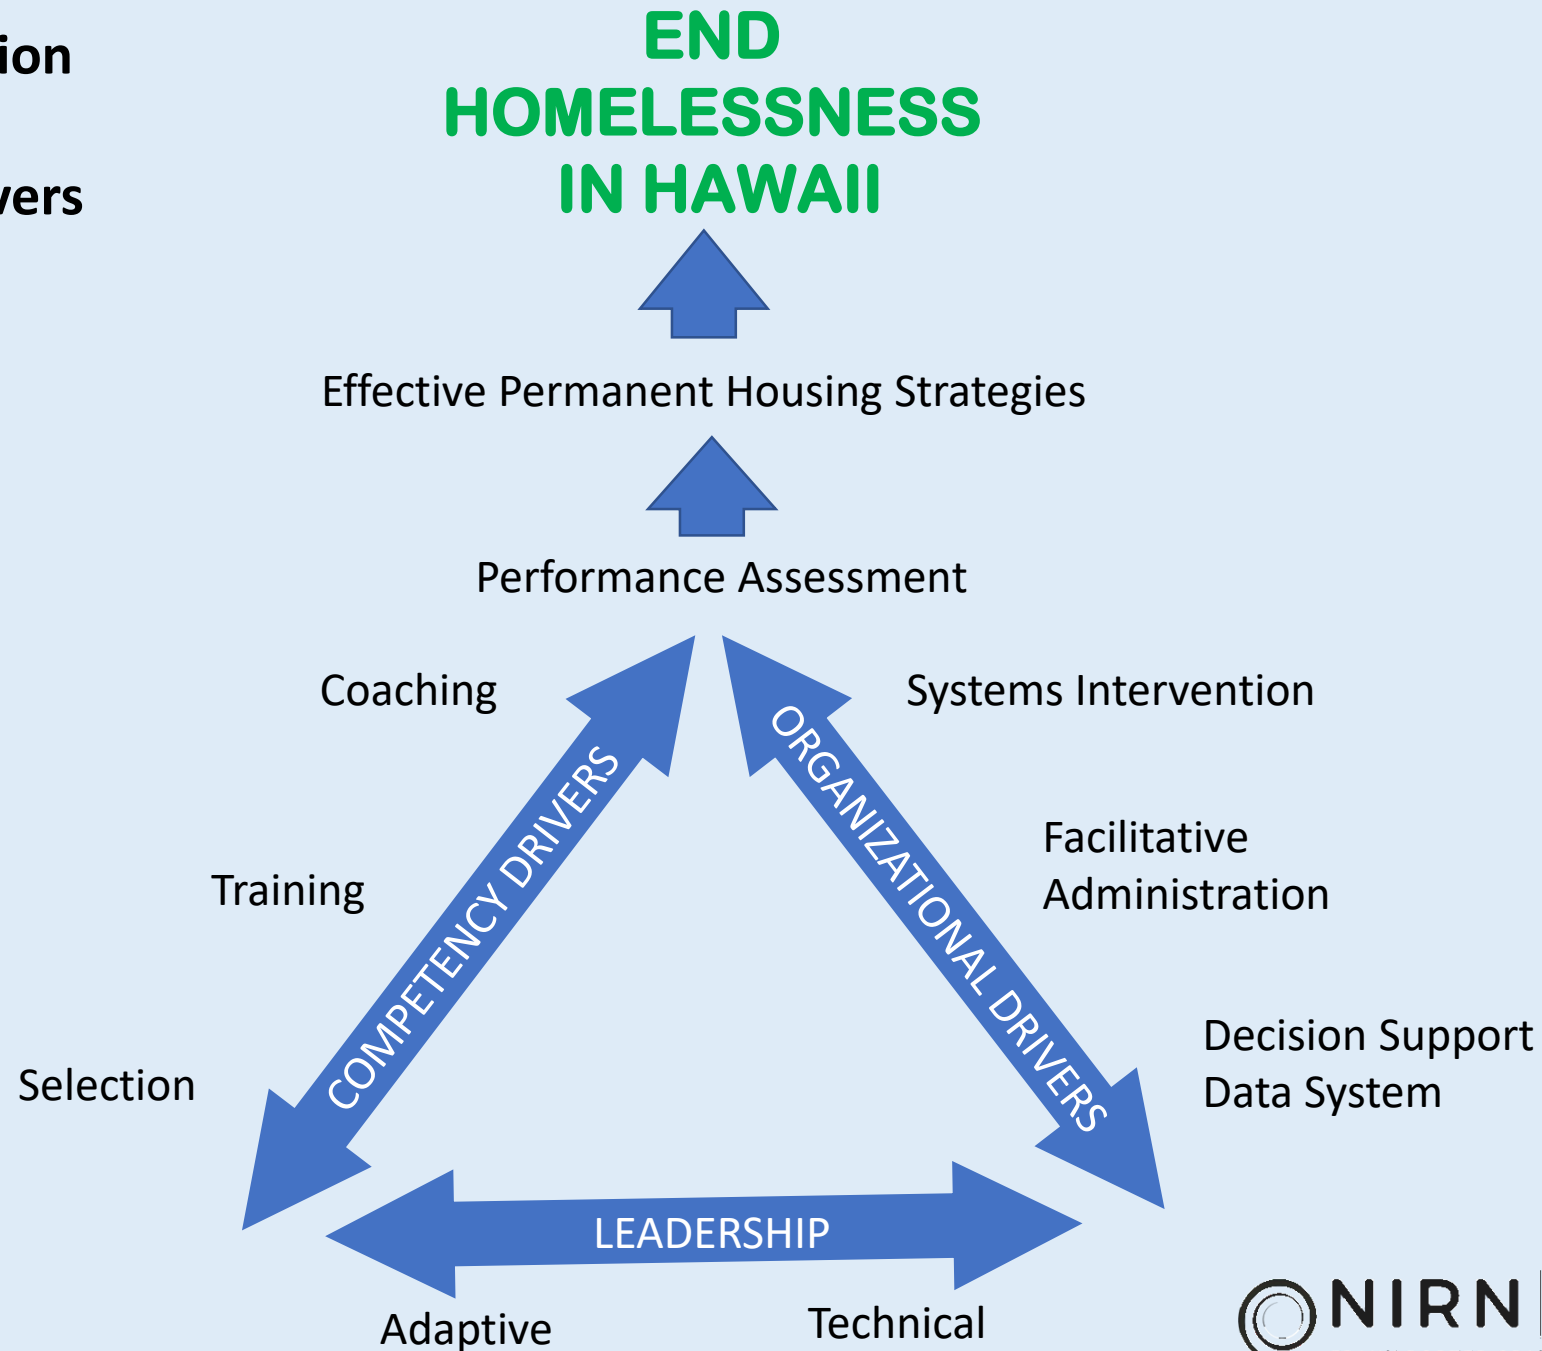 ion
vers
END
HOMELESSNESS
IN HAWAII
Effective Permanent Housing Strategies
Performance Assessment
Coaching
Systems Intervention
COMPETENCY DRIVERS
ORGANIZATIONAL DRIVERS
Training
Facilitative
Administration
Selection
Decision Support
Data System
LEADERSHIP
Adaptive
Technical
NIRN